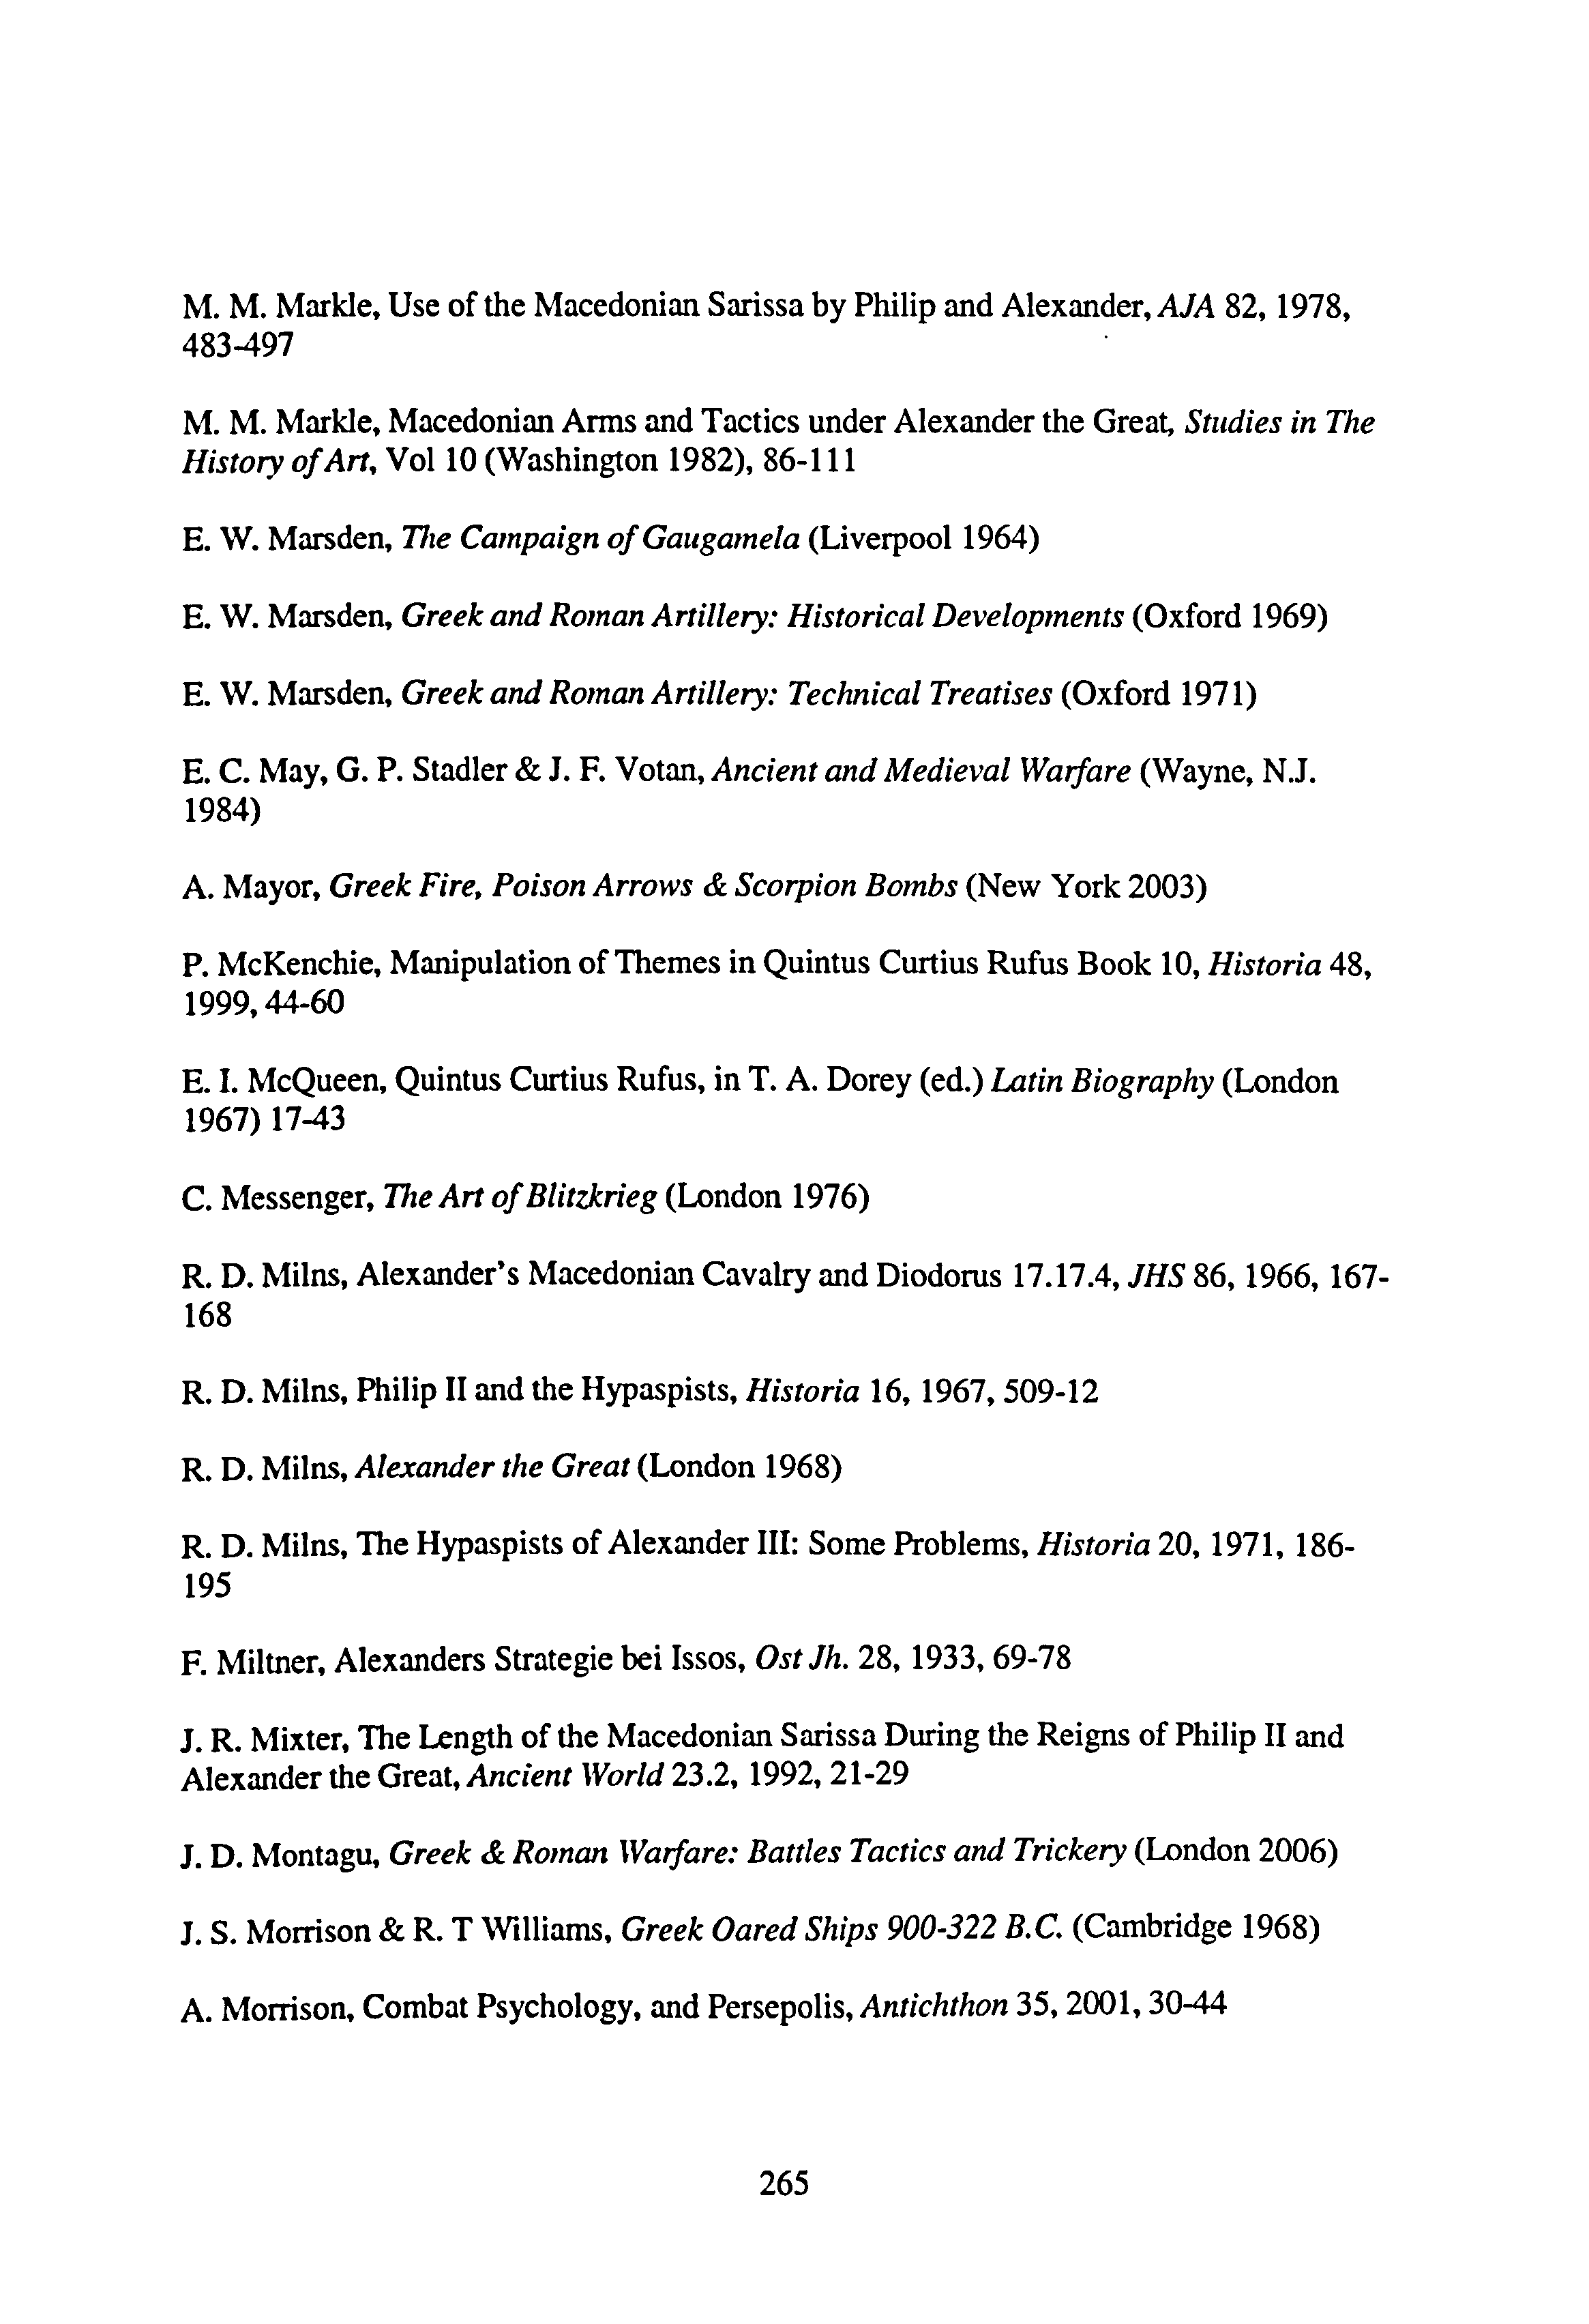 M. M. Markle, Use of the Macedonian Sarissa by Philip and Alexander, AJA 82, 1978,
483-497
M. M. Markle, Macedonian Arms and Tactics under Alexander the Great, Studies in The
History of Art, Vol 10 (Washington 1982), 86-111
E. W. Marsden, The Campaign of Gaugamela (Liverpool 1964)
E. W. Marsden, Greek and Roman Artillery: Historical Developments (Oxford 1969)
E. W. Marsden, Greek and Roman Artillery: Technical Treatises (Oxford 1971)
E. C. May, G. P. Stadler & J. F. Votan, Ancient and Medieval Warfare (Wayne, N.J.
1984)
A. Mayor, Greek Fire, Poison Arrows & Scorpion Bombs (New York 2003)
P. McKenchie, Manipulation of Themes in Quintus Curtius Rufus Book 10, Historia 48,
1999, 44-60
E. I. McQueen, Quintus Curtius Rufus, in T. A. Dorey (ed.) Latin Biography (London
1967) 17-43
C. Messenger, The Art of Blitzkrieg (London 1976)
R. D. Milns, Alexander's Macedonian Cavalry and Diodorus 17.17.4, JHS 86, 1966, 167-
168
R. D. Milns, Philip II and the Hypaspists, Historia 16, 1967, 509-12
R. D. Milns, Alexander the Great (London 1968)
R. D. Milns, The Hypaspists of Alexander III: Some Problems, Historia 20, 1971, 186-
195
F. Miltner, Alexanders Strategie bei Issos, Ost Jh. 28, 1933, 69-78
J. R. Mixter, The Length of the Macedonian Sarissa During the Reigns of Philip II and
Alexander the Great, Ancient World 23.2, 1992, 21-29
J. D. Montagu, Greek & Roman Warfare: Battles Tactics and Trickery (London 2006)
J. S. Morrison & R. T Williams, Greek Oared Ships 900-322 B.C. (Cambridge 1968)
A. Morrison, Combat Psychology, and Persepolis, Antichthon 35, 2001, 30-44
265